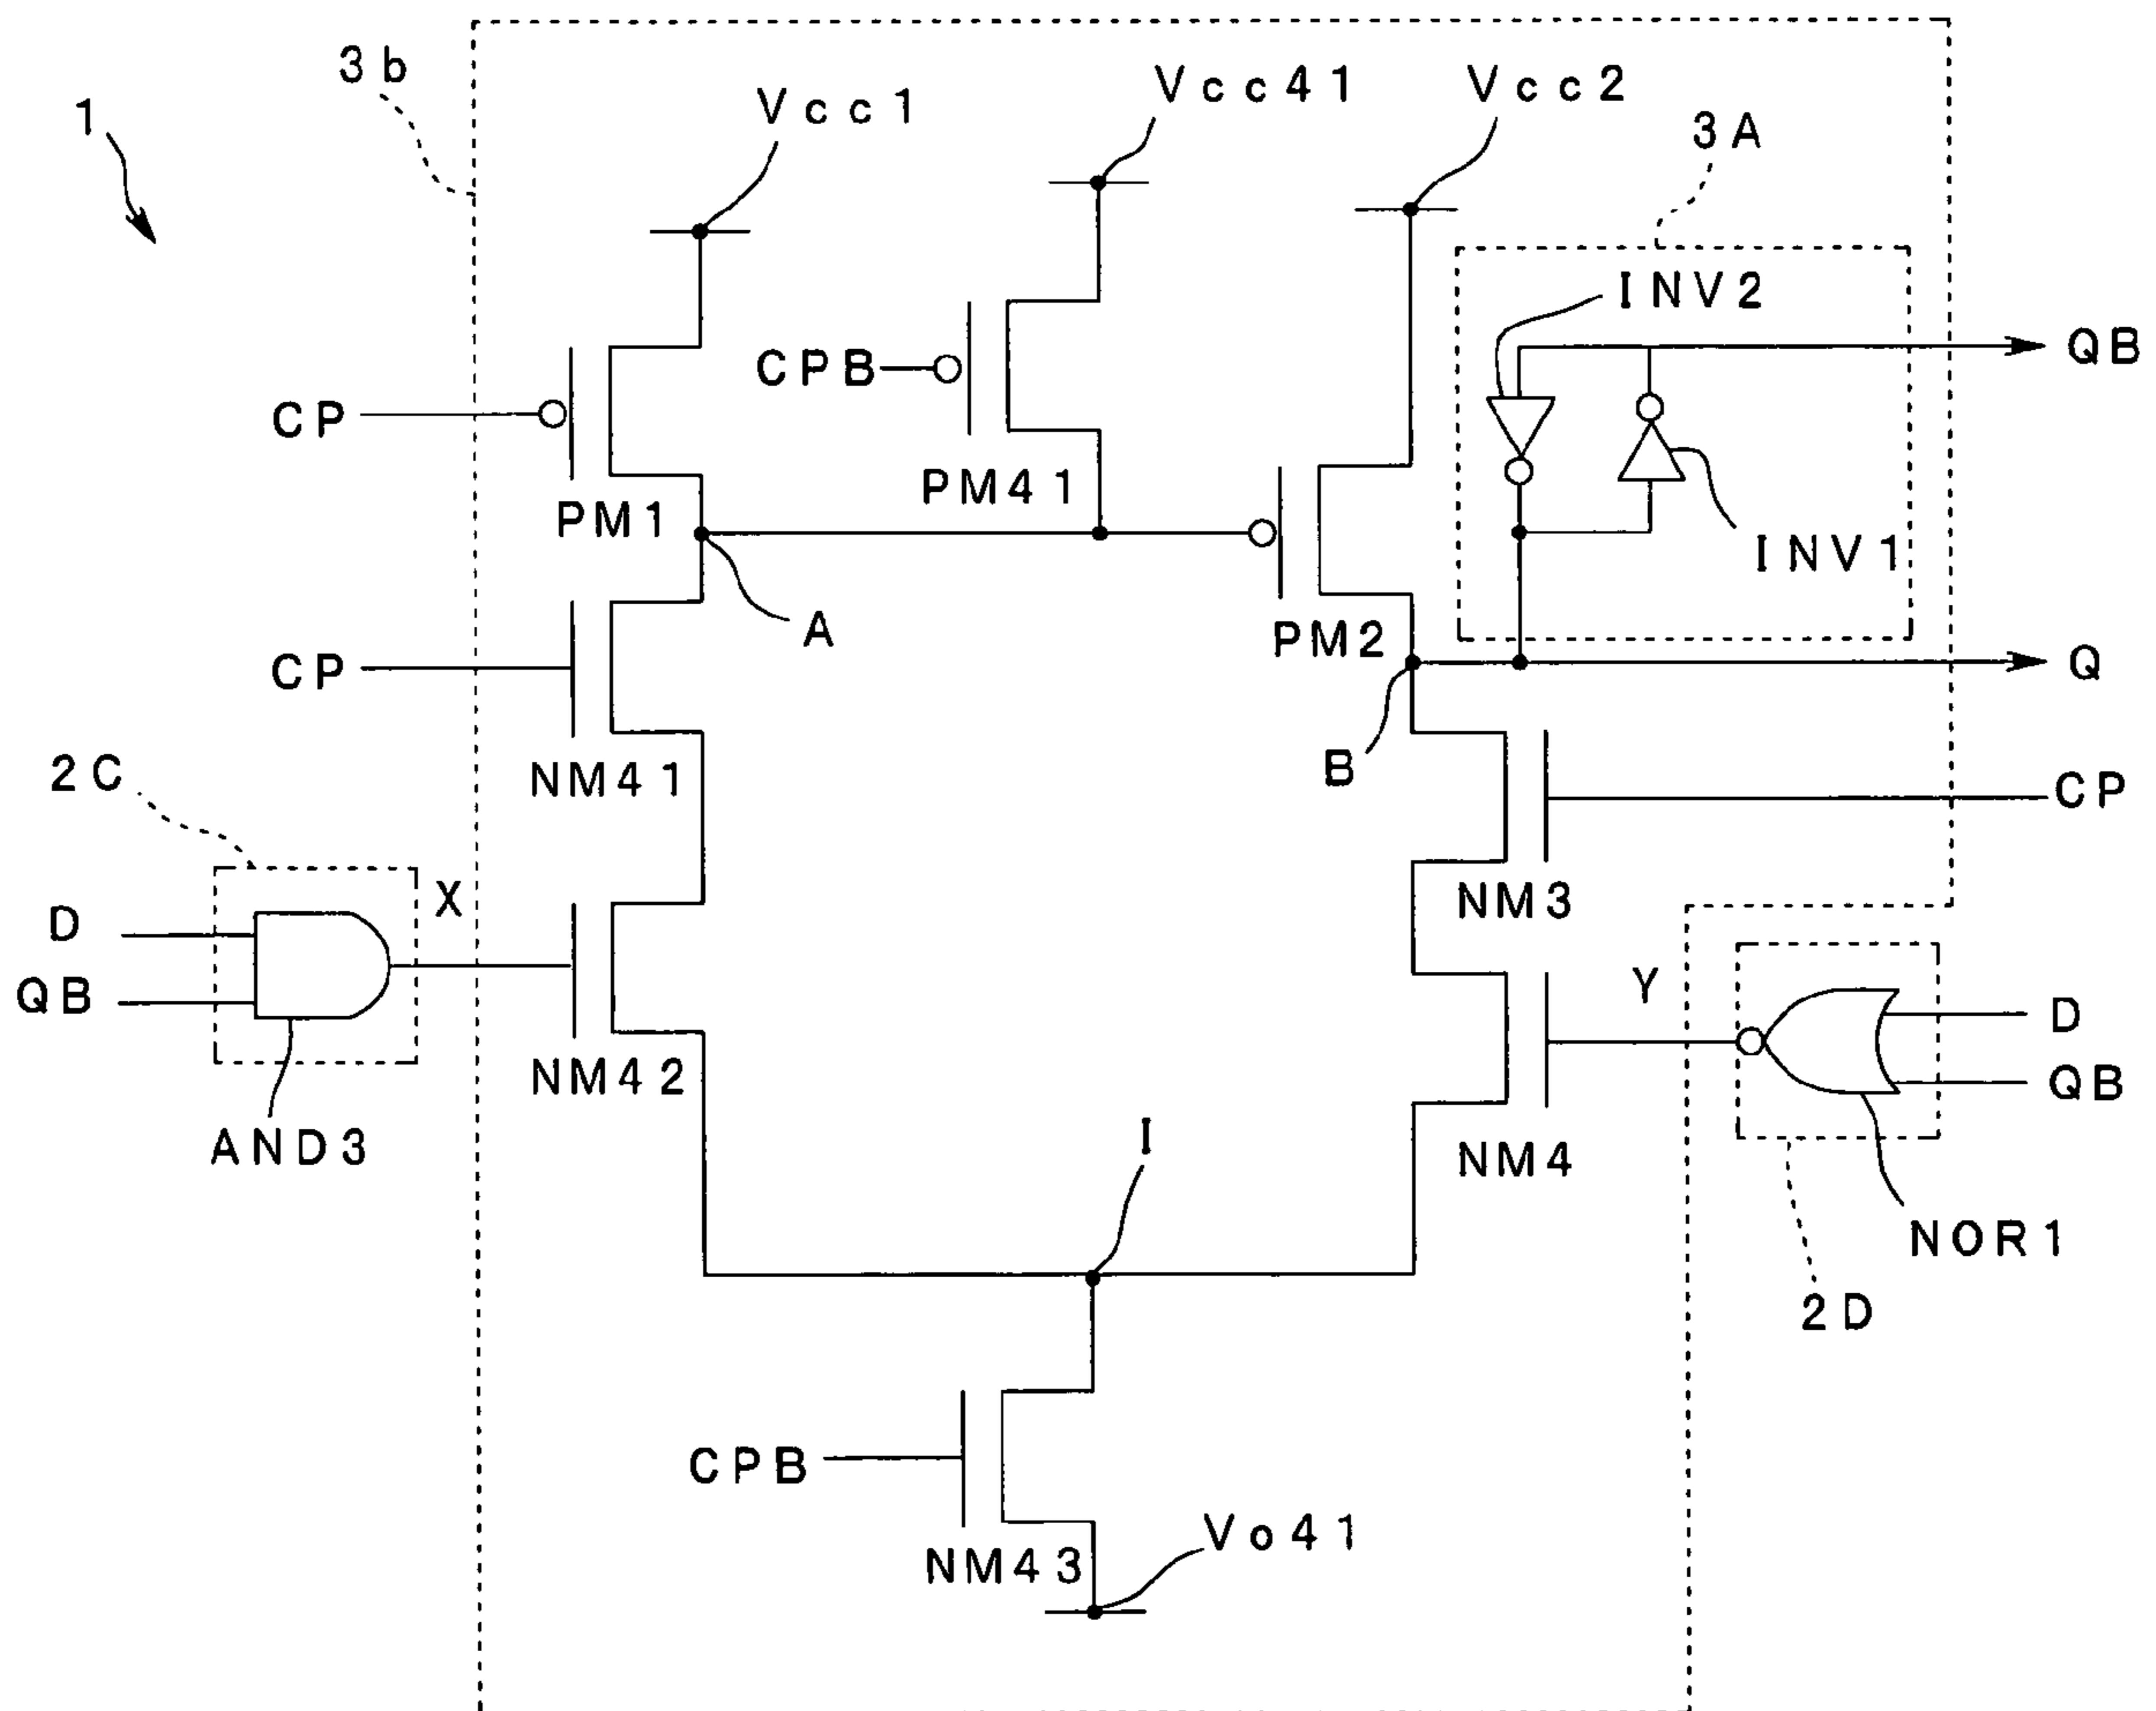 3b
1
Vcc1
Vcc41
Vcc2
3A
INV2
QB
CP
CPB
PM1
PM41
INV1
A
PM2
Q
CP
B
NM41
CP
2C
X
NM3
D
QB
NM42
Y
D
QB
AND3
I
NM4
NOR1
2D
CPB
Vo41
NM43